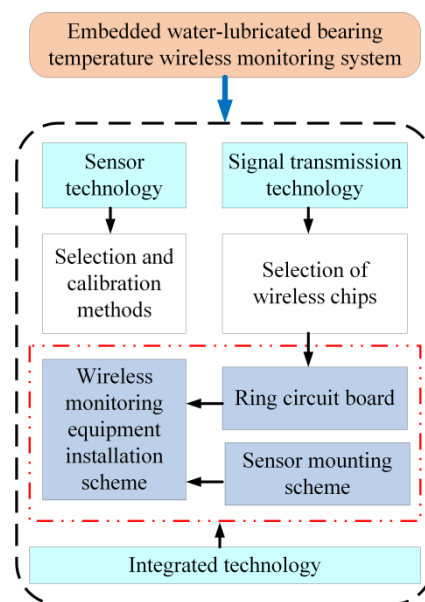 Embedded water-lubricated bearing
temperature wireless monitoring system
Sensor
technology
Signal transmission
technology
Selection and
calibration
methods
Selection of
wireless chips
Wireless
monitoring
equipment
installation
scheme
Ring circuit board
Sensor mounting
scheme
Integrated technology